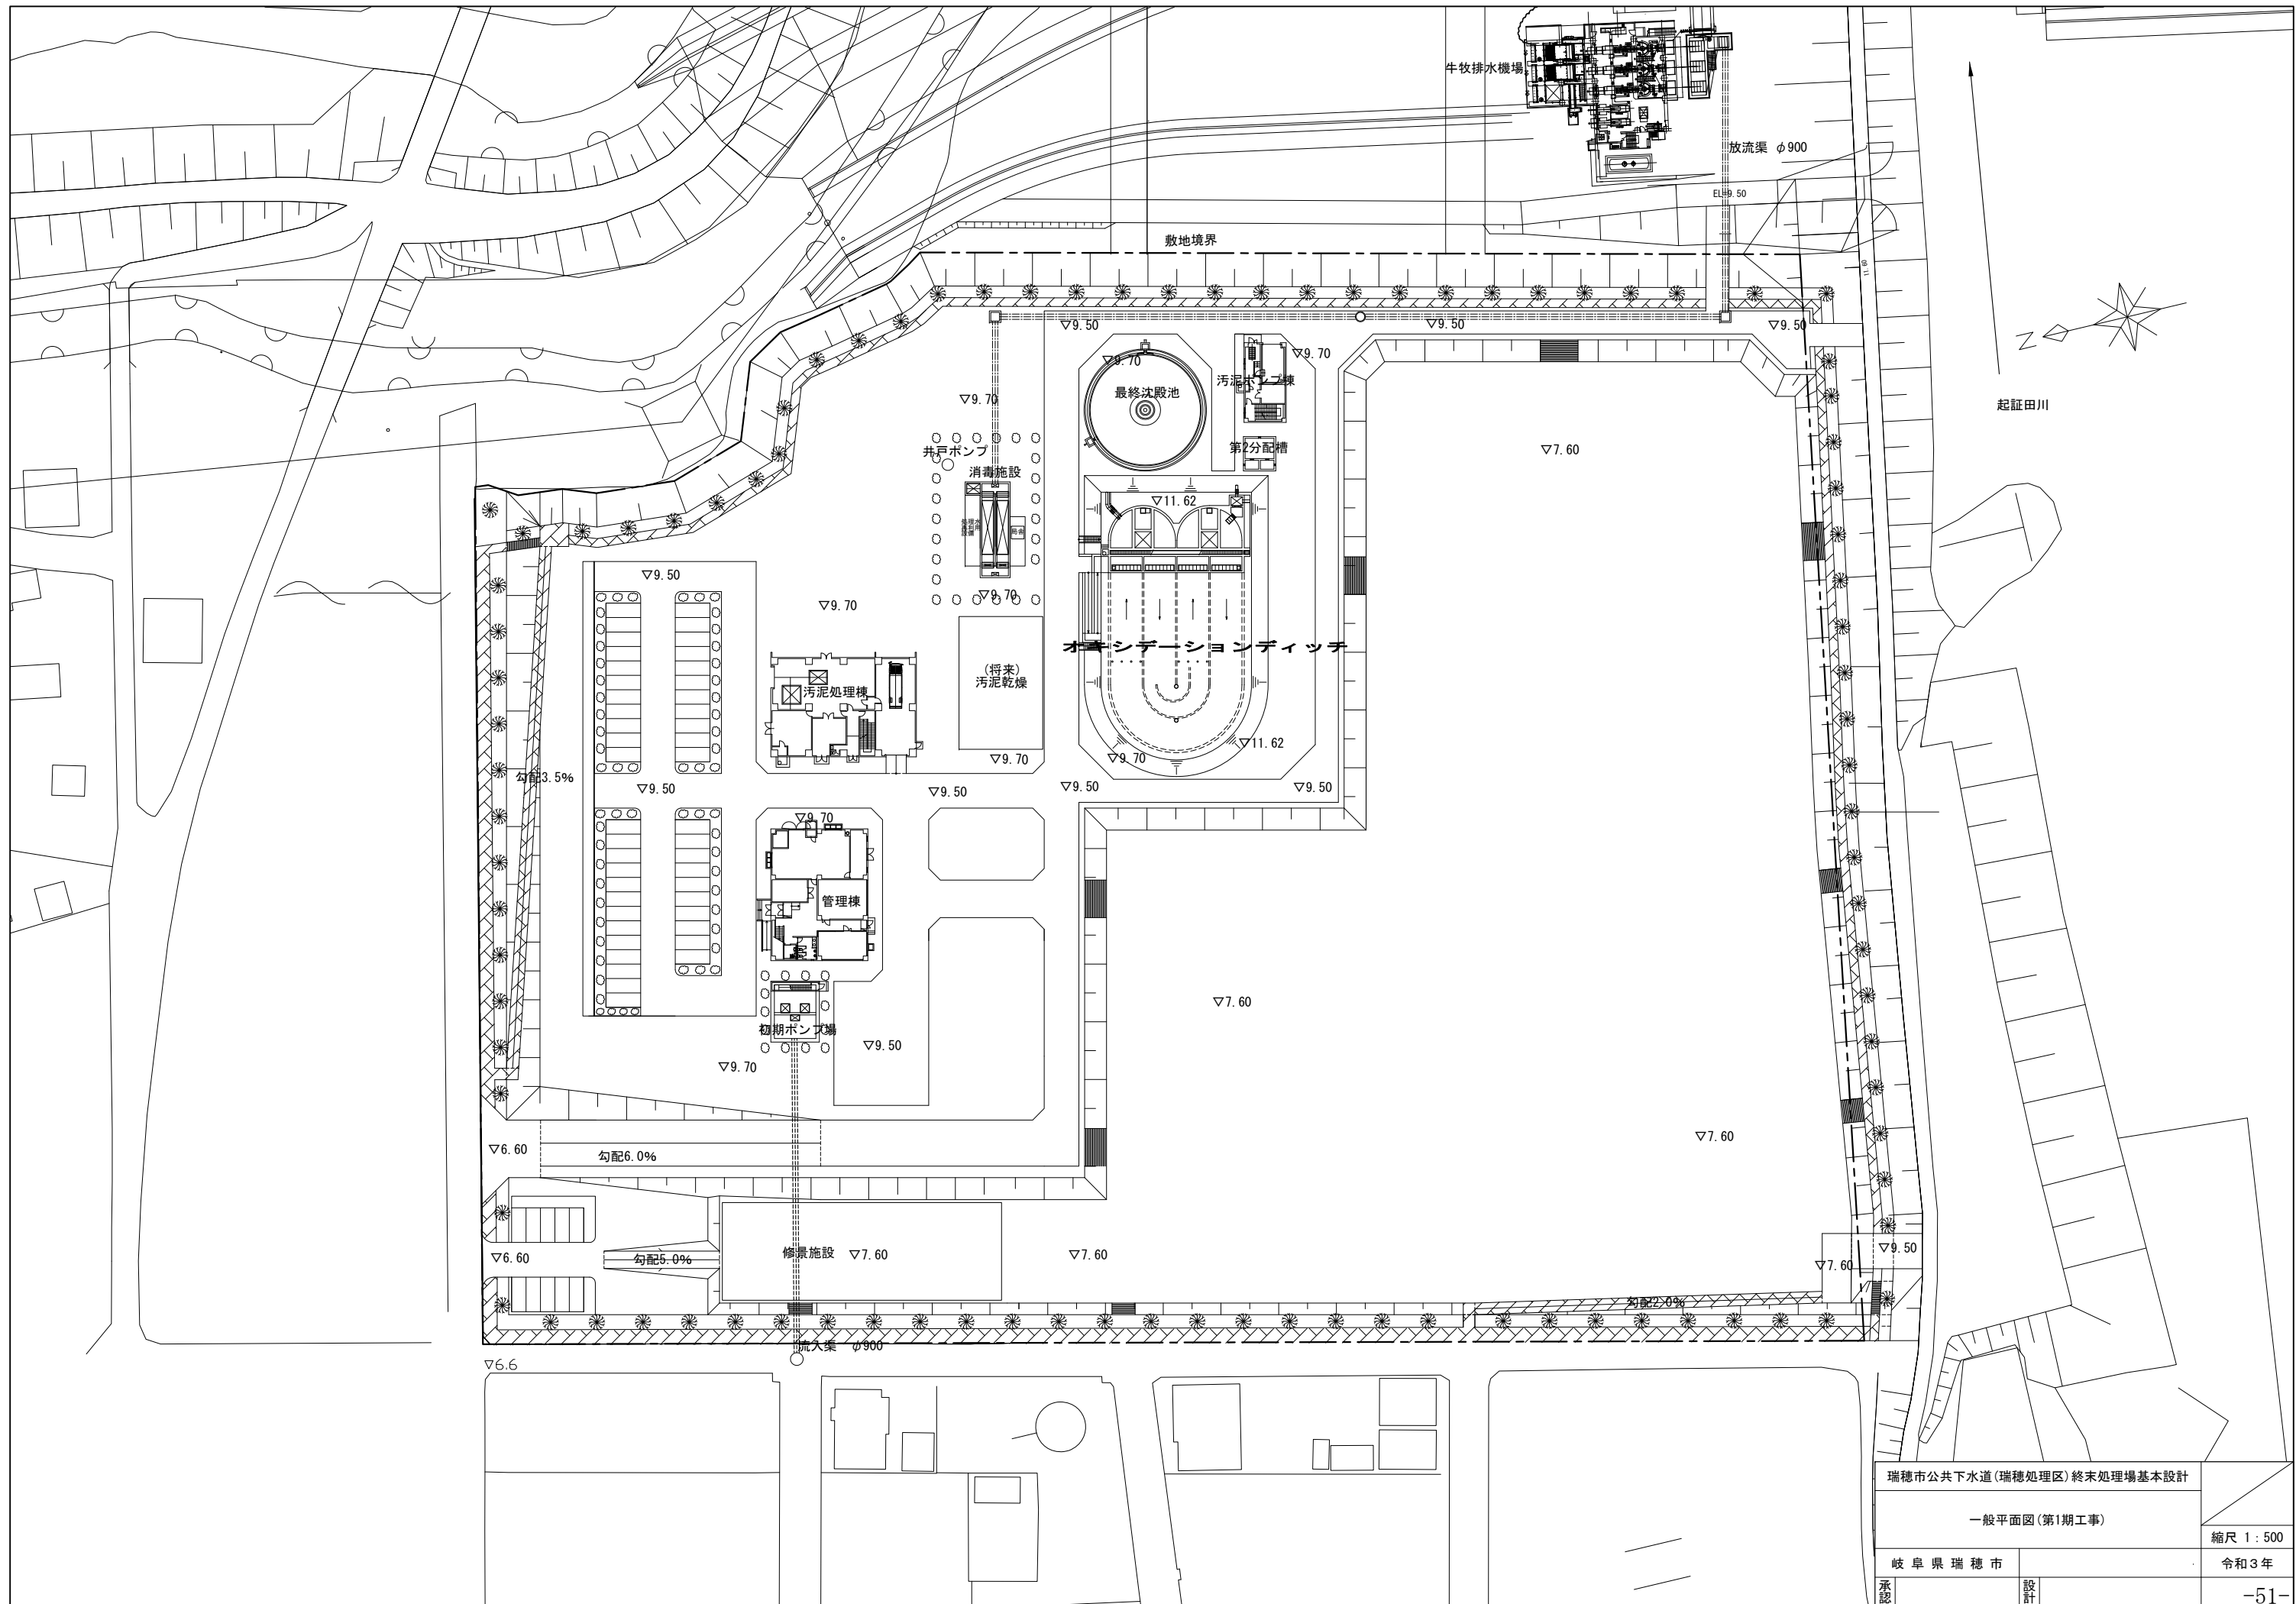 牛牧排水機場
放流渠 φ900
EL=9.50
敷地境界
▽9.50
▽9.50
▽9.50
▽9.70
▽9.70
汚泥ポンプ棟
最終沈殿池
▽9.70
起証田川
第2分配槽
▽7.60
井戸ポンプ
消毒施設
▽11.62
▽9.50
▽9.70
▽9.70
オキシデーションディッチ
(将来)
汚泥乾燥
汚泥処理棟
▽11.62
▽9.70
▽9.70
勾配3.5%
▽9.50
▽9.50
▽9.50
▽9.50
▽9.70
管理棟
▽7.60
初期ポンプ場
▽9.50
▽9.70
▽7.60
▽6.60
勾配6.0%
▽6.60
勾配5.0%
修景施設
▽7.60
▽7.60
▽9.50
▽7.60
勾配2.0%
流入渠 φ900
▽6.6
瑞穂市公共下水道(瑞穂処理区)終末処理場基本設計
一般平面図(第1期工事)
縮尺 1:500
岐阜県瑞穂市
令和3年
承認
設計
-51-